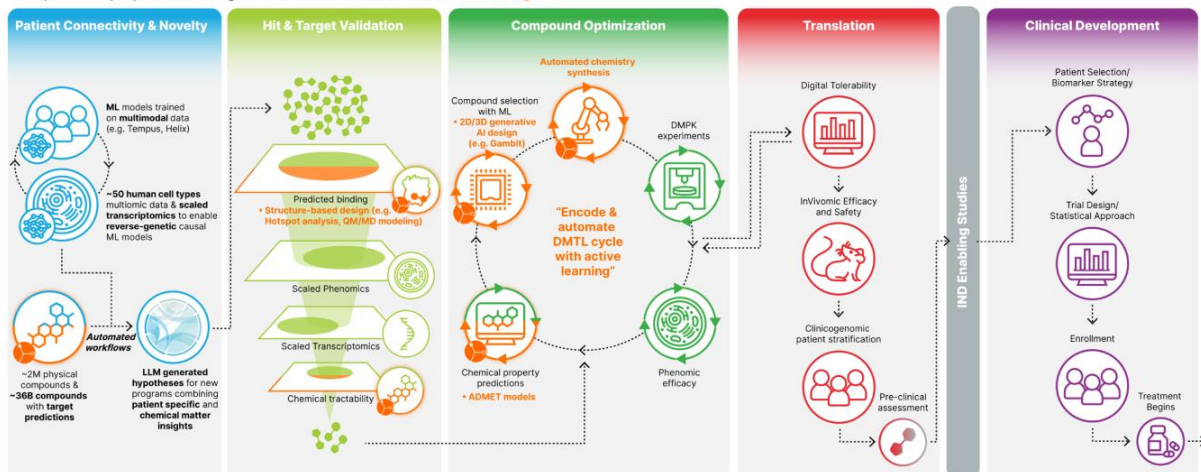 Patient Connectivity & Novelty
ML models trained
on multimodal data
(e.g. Tempus, Helix)
~50 human cell types
multiomic data & scaled
transcriptomics to enable
reverse-genetic causal
ML models
Automated
workflows
~2M physical
compounds &
~36B compounds
with target
predictions
LLM generated
hypotheses for new
programs combining
patient specific and
chemical matter
insights
Hit & Target Validation
Predicted binding
• Structure-based design (e.g.
Hotspot analysis, QM/MD modeling)
Scaled Phenomics
Scaled Transcriptomics
Chemical tractability
Compound Optimization
Automated chemistry
synthesis
Compound selection
with ML
• 2D/3D generative
AI design
(e.g. Gambit)
DMPK
experiments
"Encode &
automate
DMTL cycle
with active
learning"
Chemical property
predictions
• ADMET models
Phenomic
efficacy
Translation
Digital Tolerability
InVivomic Efficacy
and Safety
Clinicogenomic
patient stratification
Pre-clinical
assessment
IND Enabling Studies
Clinical Development
Patient Selection/
Biomarker Strategy
Trial Design/
Statistical Approach
Enrollment
Treatment
Begins